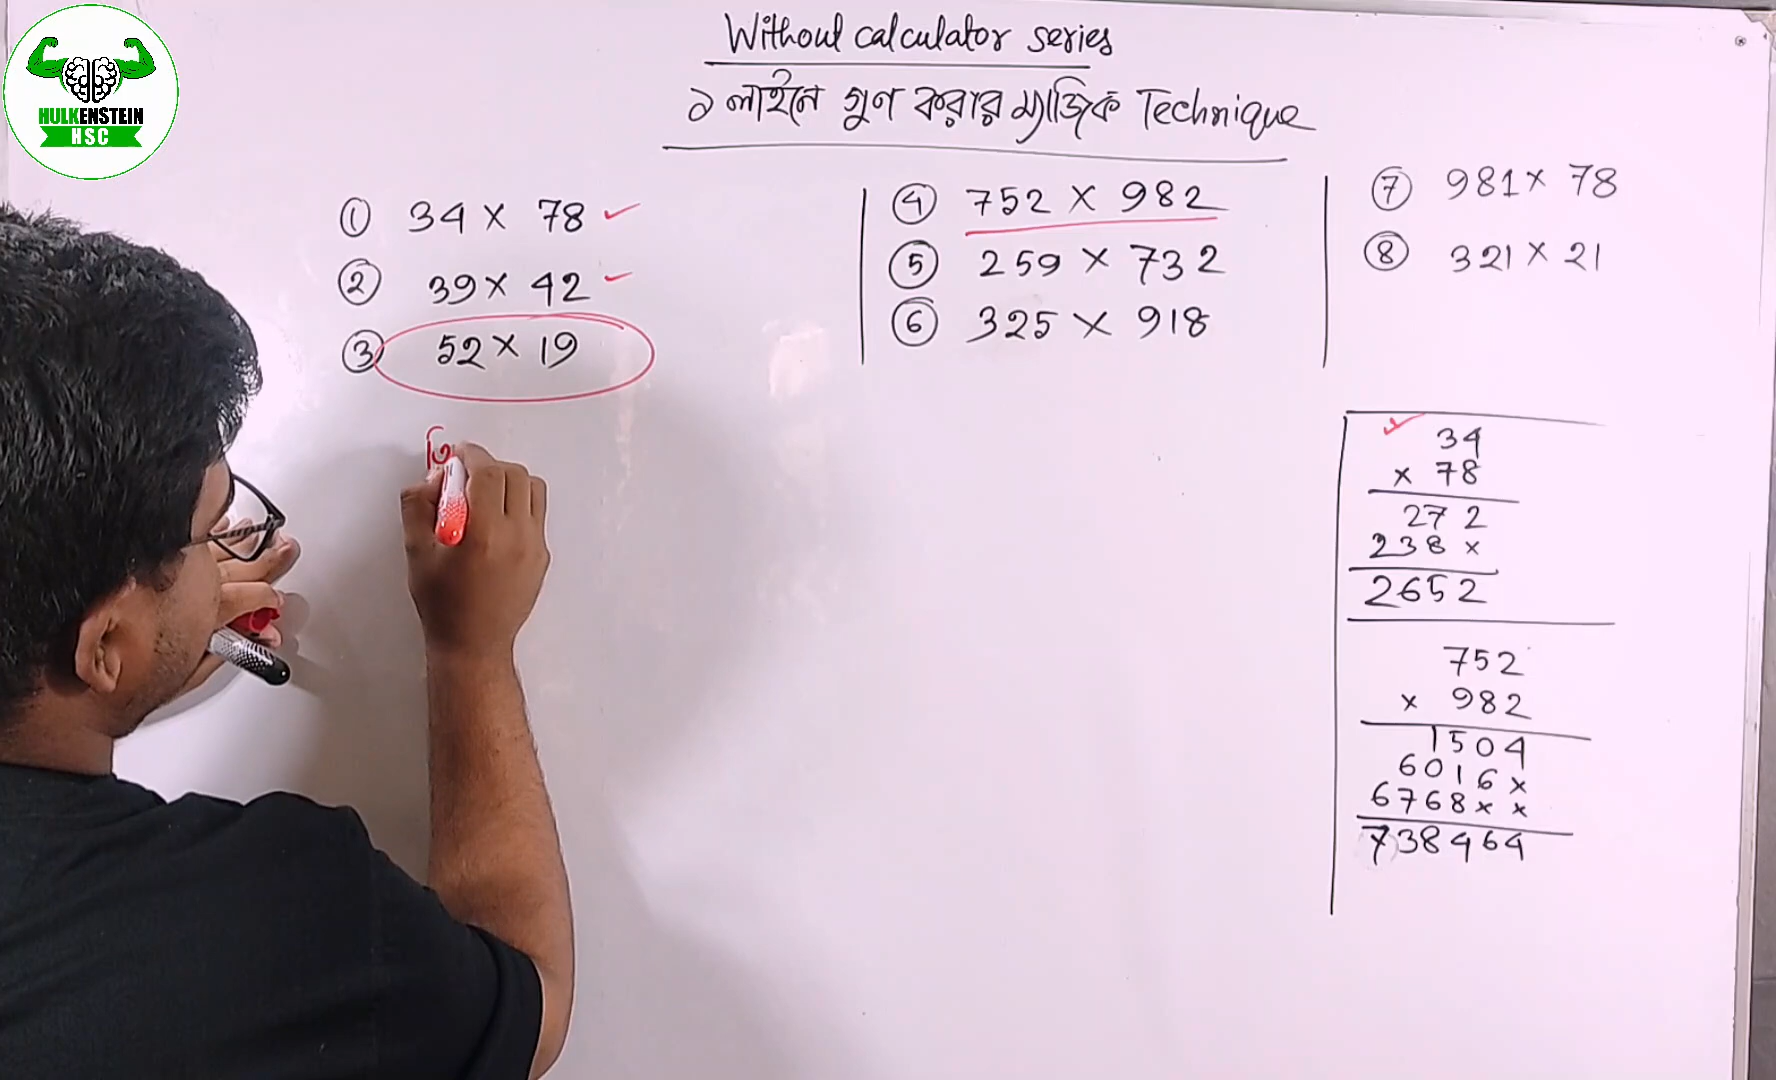 HULKENSTEIN
HSC
Without calculator series
১ লাইনে গুণ করার ম্যাজিক Technique
① 34 × 78 ✓
② 39 × 42 ✓
③ 52 × 19
④ 752 × 982
⑤ 259 × 732
⑥ 325 × 918
⑦ 981 × 78
⑧ 321 × 21
34
× 78
272
238 ×
2652
752
× 982
1504
6016 ×
6768 × ×
738464